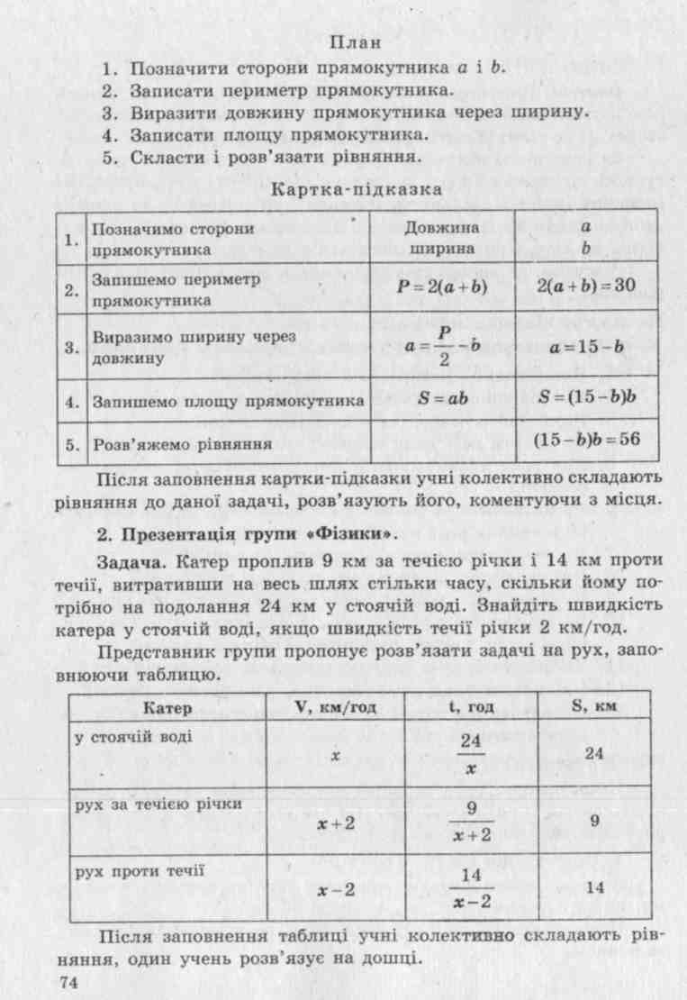 План
1. Позначити сторони прямокутника a і b.
2. Записати периметр прямокутника.
3. Виразити довжину прямокутника через ширину.
4. Записати площу прямокутника.
5. Скласти і розв’язати рівняння.
Картка-підказка
1. Позначимо сторони прямокутника Довжина ширина a b
2. Запишемо периметр прямокутника P = 2(a + b) 2(a + b) = 30
3. Виразимо ширину через довжину a = P/2 - b a = 15 - b
4. Запишемо площу прямокутника S = ab S = (15 - b)b
5. Розв’яжемо рівняння (15 - b)b = 56
Після заповнення картки-підказки учні колективно складають
рівняння до даної задачі, розв’язують його, коментуючи з місця.
2. Презентація групи «Фізики».
Задача. Катер проплив 9 км за течією річки і 14 км проти
течії, витративши на весь шлях стільки часу, скільки йому по-
трібно на подолання 24 км у стоячій воді. Знайдіть швидкість
катера у стоячій воді, якщо швидкість течії річки 2 км/год.
Представник групи пропонує розв’язати задачі на рух, запо-
внюючи таблицю.
Катер V, км/год t, год S, км
у стоячій воді x 24/x 24
рух за течією річки x + 2 9/(x + 2) 9
рух проти течії x - 2 14/(x - 2) 14
Після заповнення таблиці учні колективно складають рів-
няння, один учень розв’язує на дошці.
74